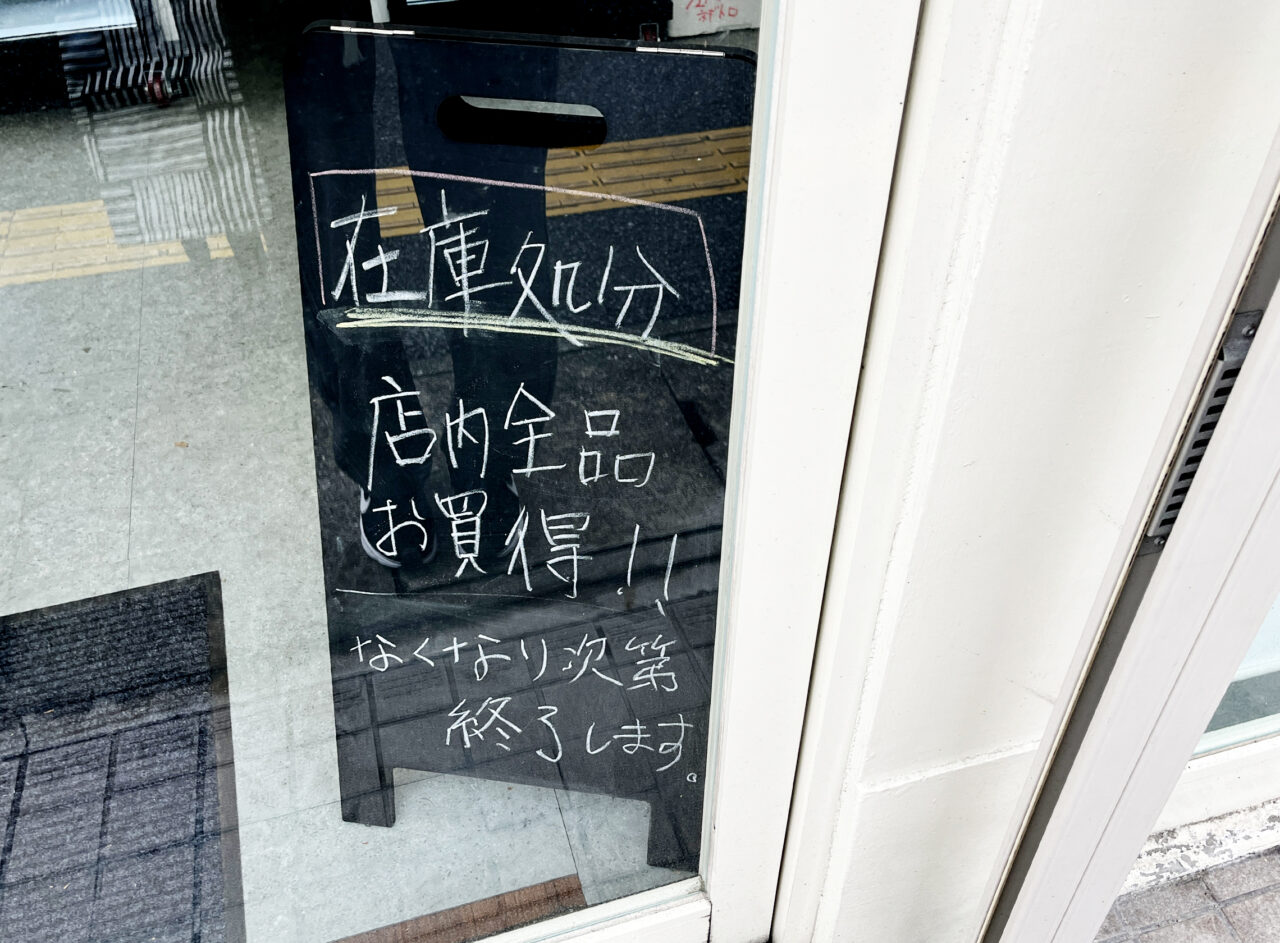 在庫処分
店内全品
お買得!!
なくなり次第
終了します。